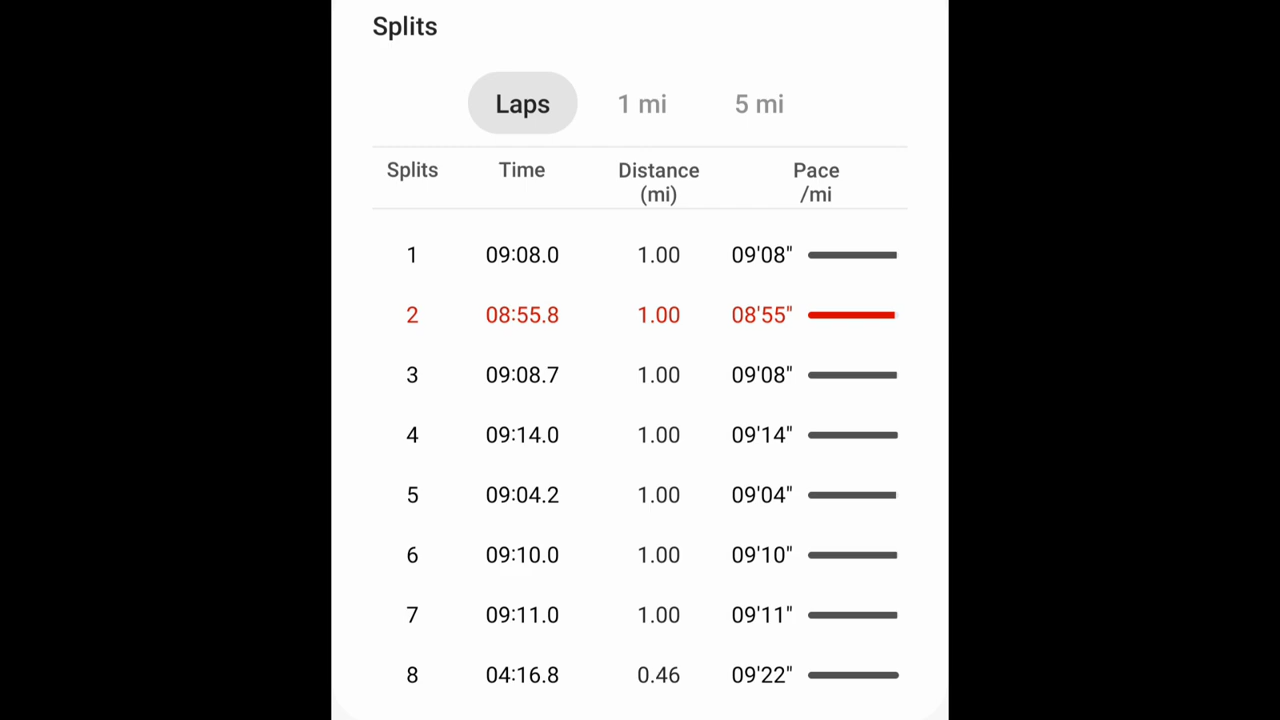 Splits
Laps 1 mi 5 mi
Splits Time Distance (mi) Pace /mi
1 09:08.0 1.00 09'08"
2 08:55.8 1.00 08'55"
3 09:08.7 1.00 09'08"
4 09:14.0 1.00 09'14"
5 09:04.2 1.00 09'04"
6 09:10.0 1.00 09'10"
7 09:11.0 1.00 09'11"
8 04:16.8 0.46 09'22"